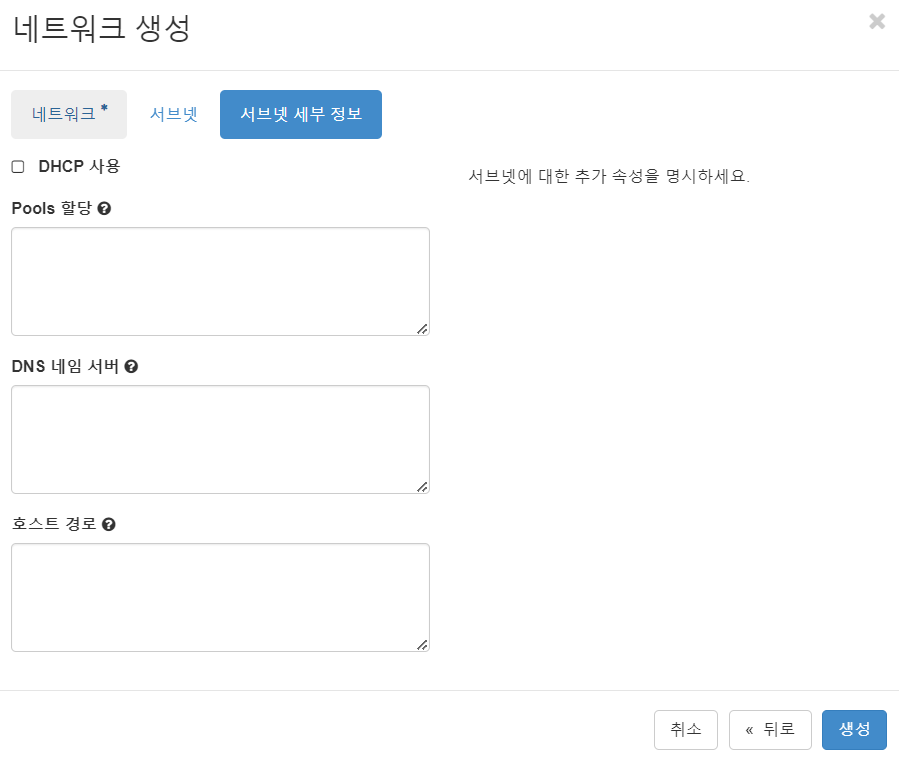 네트워크 생성
네트워크 * 서브넷 서브넷 세부 정보
DHCP 사용
서브넷에 대한 추가 속성을 명시하세요.
Pools 할당
DNS 네임 서버
호스트 경로
취소 « 뒤로 생성